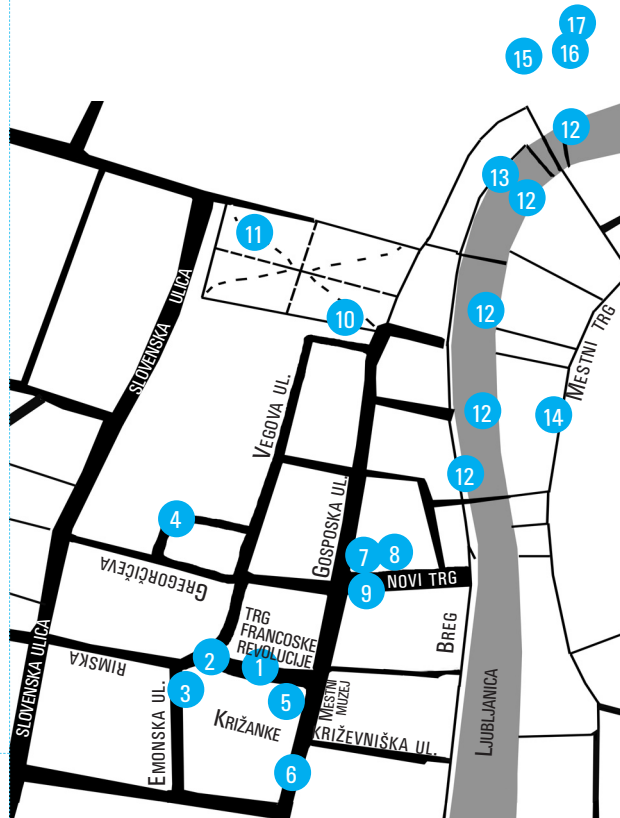 17
15
16
12
13
12
11
SLOVENSKA ULICA
10
12
MESTNI TRG
VEGOVA UL.
12
14
GOSPOSKA UL.
12
4
7
8
NOVI TRG
9
GREGORČIČEVA
TRG
FRANCOSKE
REVOLUCIJE
BREG
SLOVENSKA ULICA
RIMSKA
2
1
3
5
EMONSKA UL.
KRIŽANKE
MESTNI
MUZEJ
KRIŽEVNIŠKA UL.
LJUBLJANICA
6